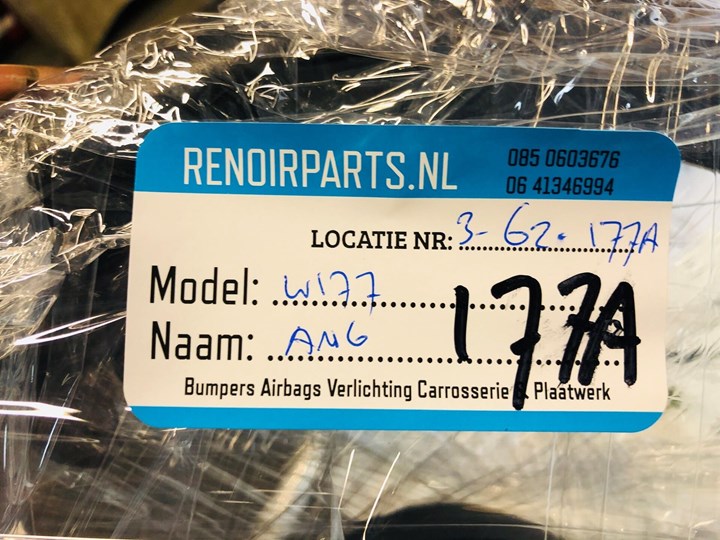 RENOIRPARTS.NL
085 0603676
06 41346994
LOCATIE NR: 3-62.177A
Model: W177
Naam: AMG
177A
Bumpers Airbags Verlichting Carrosserie & Plaatwerk